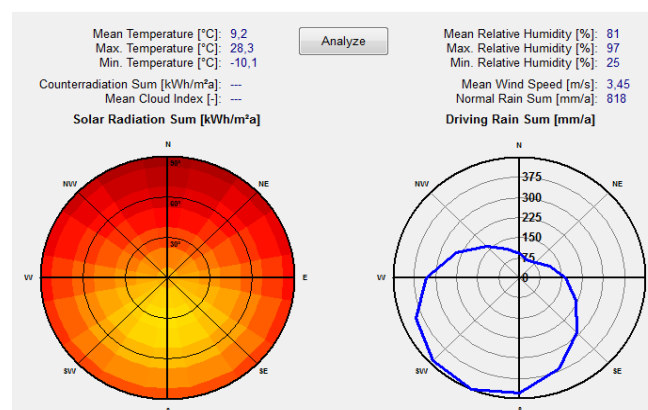 Mean Temperature [°C]: 9,2
Max. Temperature [°C]: 28,3
Min. Temperature [°C]: -10,1
Counterradiation Sum [kWh/m²a]: ---
Mean Cloud Index [-]: ---
Analyze
Mean Relative Humidity [%]: 81
Max. Relative Humidity [%]: 97
Min. Relative Humidity [%]: 25
Mean Wind Speed [m/s]: 3,45
Normal Rain Sum [mm/a]: 818
Solar Radiation Sum [kWh/m²a]
N
90°
NW
NE
60°
30°
W
E
SW
SE
Driving Rain Sum [mm/a]
N
375
NW
NE
300
225
150
75
W
0
E
SW
SE